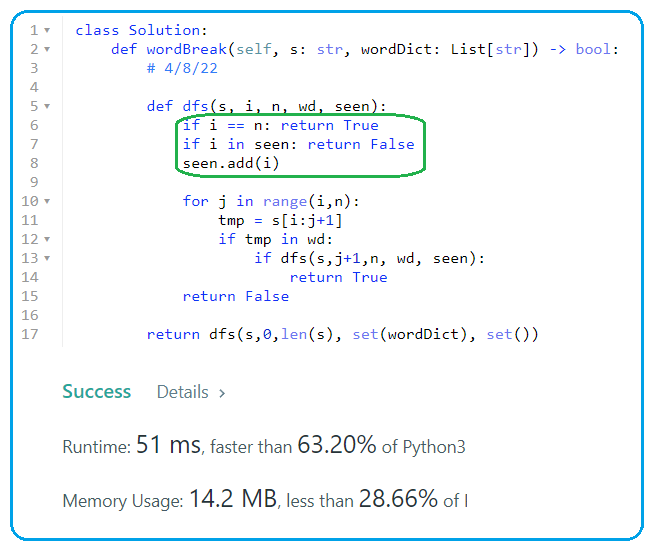 1 class Solution:
2 def wordBreak(self, s: str, wordDict: List[str]) -> bool:
3 # 4/8/22
4
5 def dfs(s, i, n, wd, seen):
6 if i == n: return True
7 if i in seen: return False
8 seen.add(i)
9
10 for j in range(i,n):
11 tmp = s[i:j+1]
12 if tmp in wd:
13 if dfs(s,j+1,n, wd, seen):
14 return True
15 return False
16
17 return dfs(s,0,len(s), set(wordDict), set())
Success Details >
Runtime: 51 ms, faster than 63.20% of Python3
Memory Usage: 14.2 MB, less than 28.66% of I